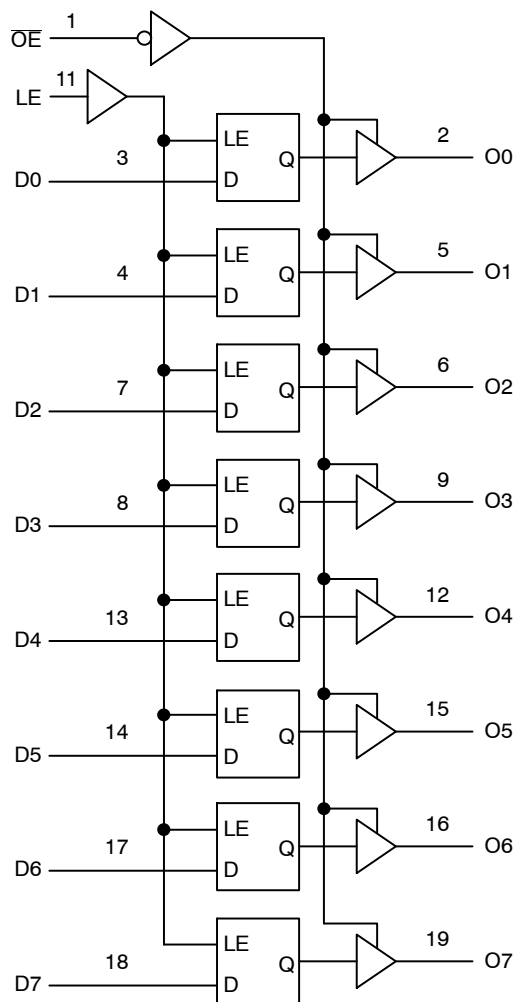 O̅E̅ 1
LE 11
LE
D0 3 D Q 2 O0
LE
D1 4 D Q 5 O1
LE
D2 7 D Q 6 O2
LE
D3 8 D Q 9 O3
LE
D4 13 D Q 12 O4
LE
D5 14 D Q 15 O5
LE
D6 17 D Q 16 O6
LE
D7 18 D Q 19 O7